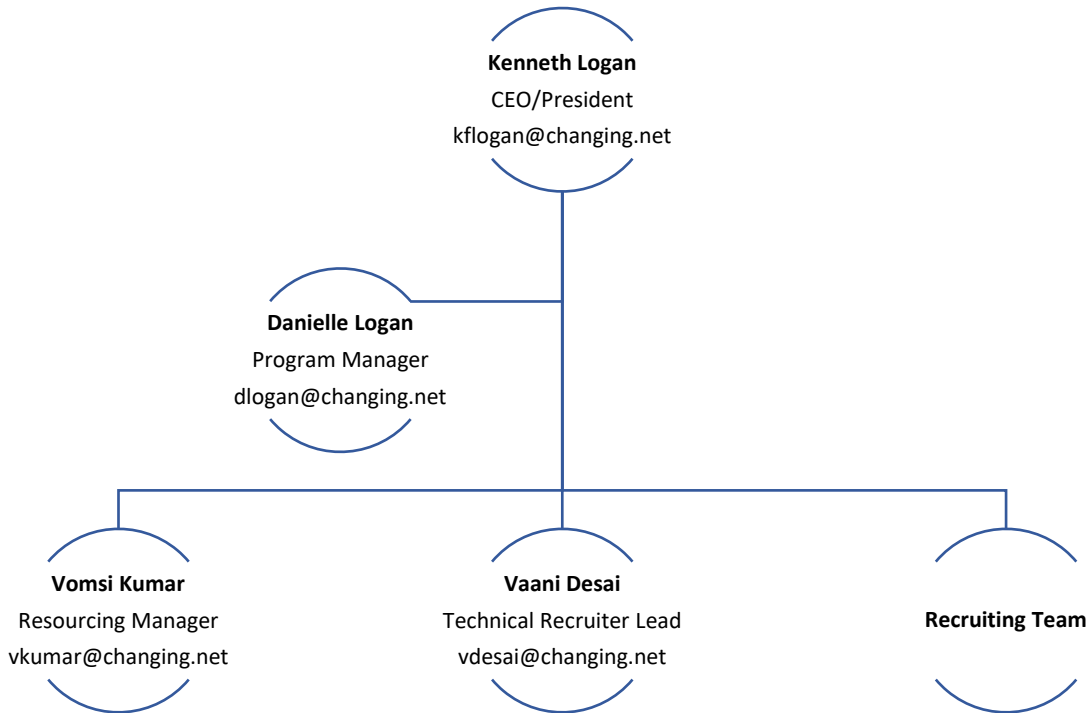 Kenneth Logan
CEO/President
kflogan@changing.net
Danielle Logan
Program Manager
dlogan@changing.net
Vomsi Kumar
Resourcing Manager
vkumar@changing.net
Vaani Desai
Technical Recruiter Lead
vdesai@changing.net
Recruiting Team